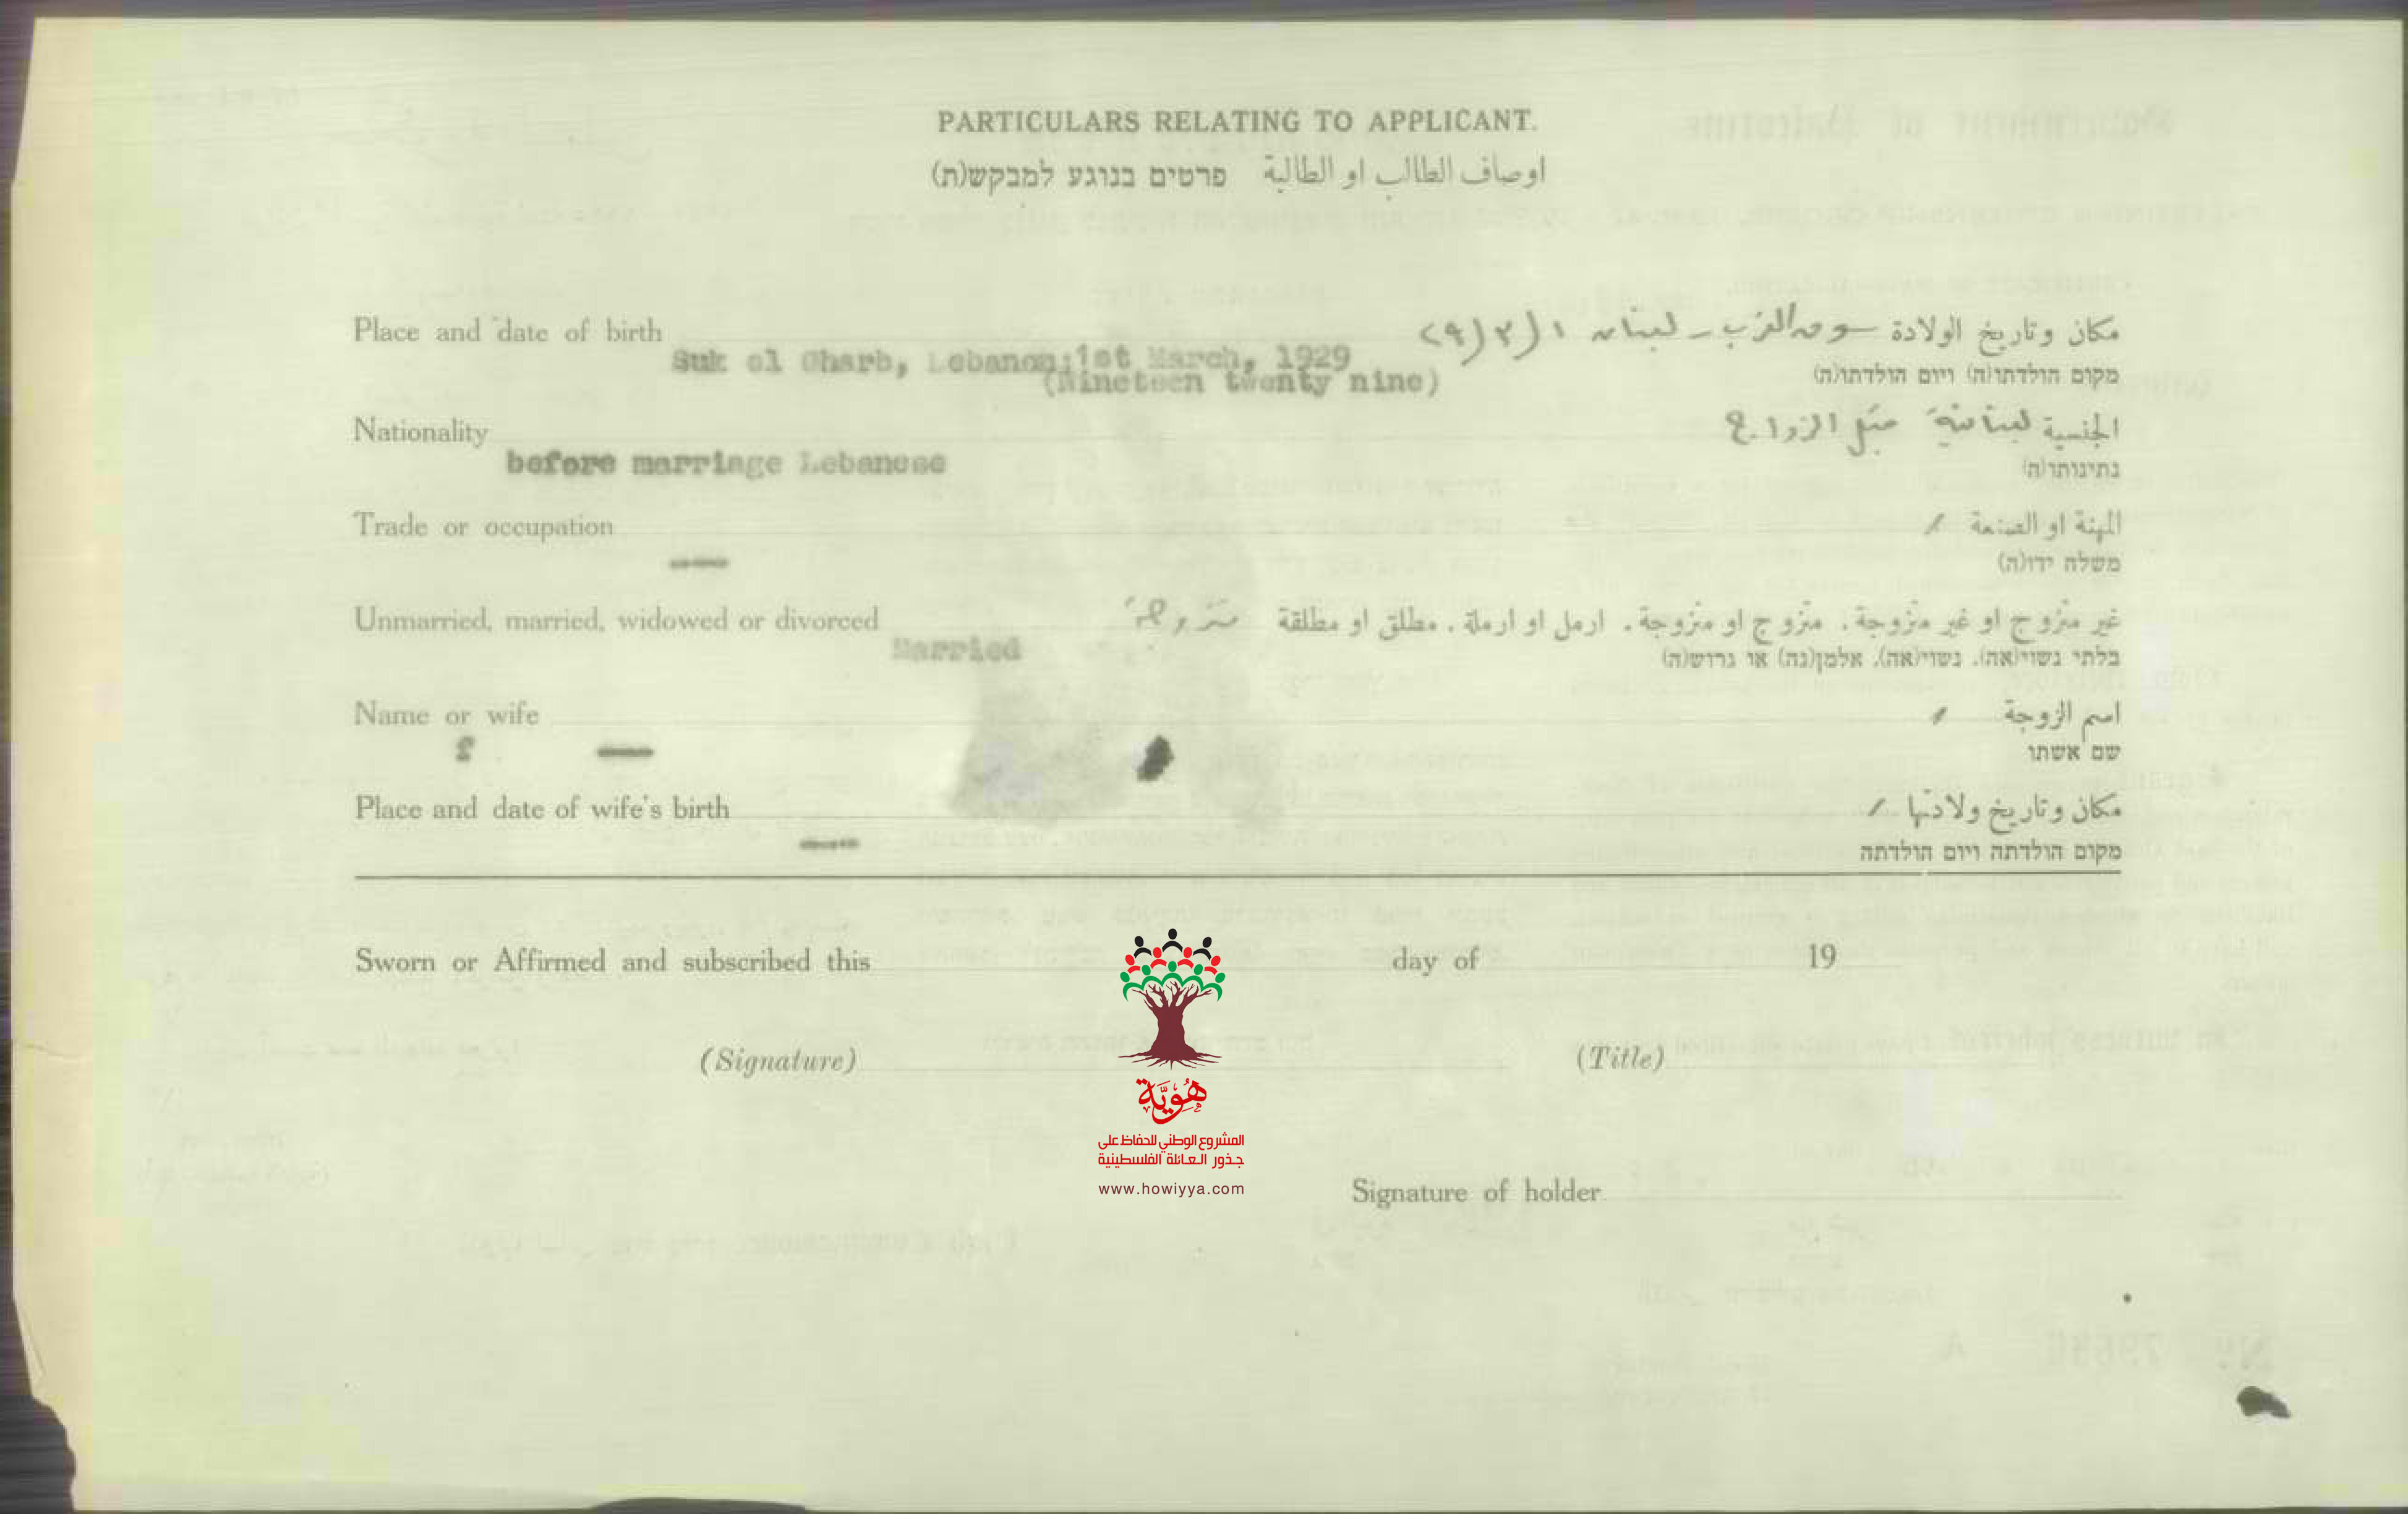 PARTICULARS RELATING TO APPLICANT.
اوصاف الطالب او الطالبة פרטים בנוגע למבקש(ת)
Place and date of birth سوق الغرب - لبنان ١/٣/٢٩ مكان وتاريخ الولادة
Suk el Gharb, Lebanon; 1st March, 1929
(Nineteen twenty nine)
מקום הולדתו(ה) ויום הולדתו(ה)
Nationality الجنسية لبنانية قبل الزواج
before marriage Lebanese
נתינותו(ה)
Trade or occupation المهنة او الصنعة /
----
משלח ידו(ה)
Unmarried, married, widowed or divorced غير متزوج او غير متزوجة . متزوج او متزوجة . ارمل او ارملة . مطلق او مطلقة متزوجة
Married
בלתי נשוי(אה). נשוי(אה). אלמן(נה) או גרוש(ה)
Name or wife اسم الزوجة /
f ---
שם אשתו
Place and date of wife's birth مكان وتاريخ ولادتها /
----
מקום הולדתה ויום הולדתה
Sworn or Affirmed and subscribed this day of 19
(Signature) (Title)
هُوِيَّة
المشروع الوطني للحفاظ على
جذور العائلة الفلسطينية
www.howiyya.com
Signature of holder